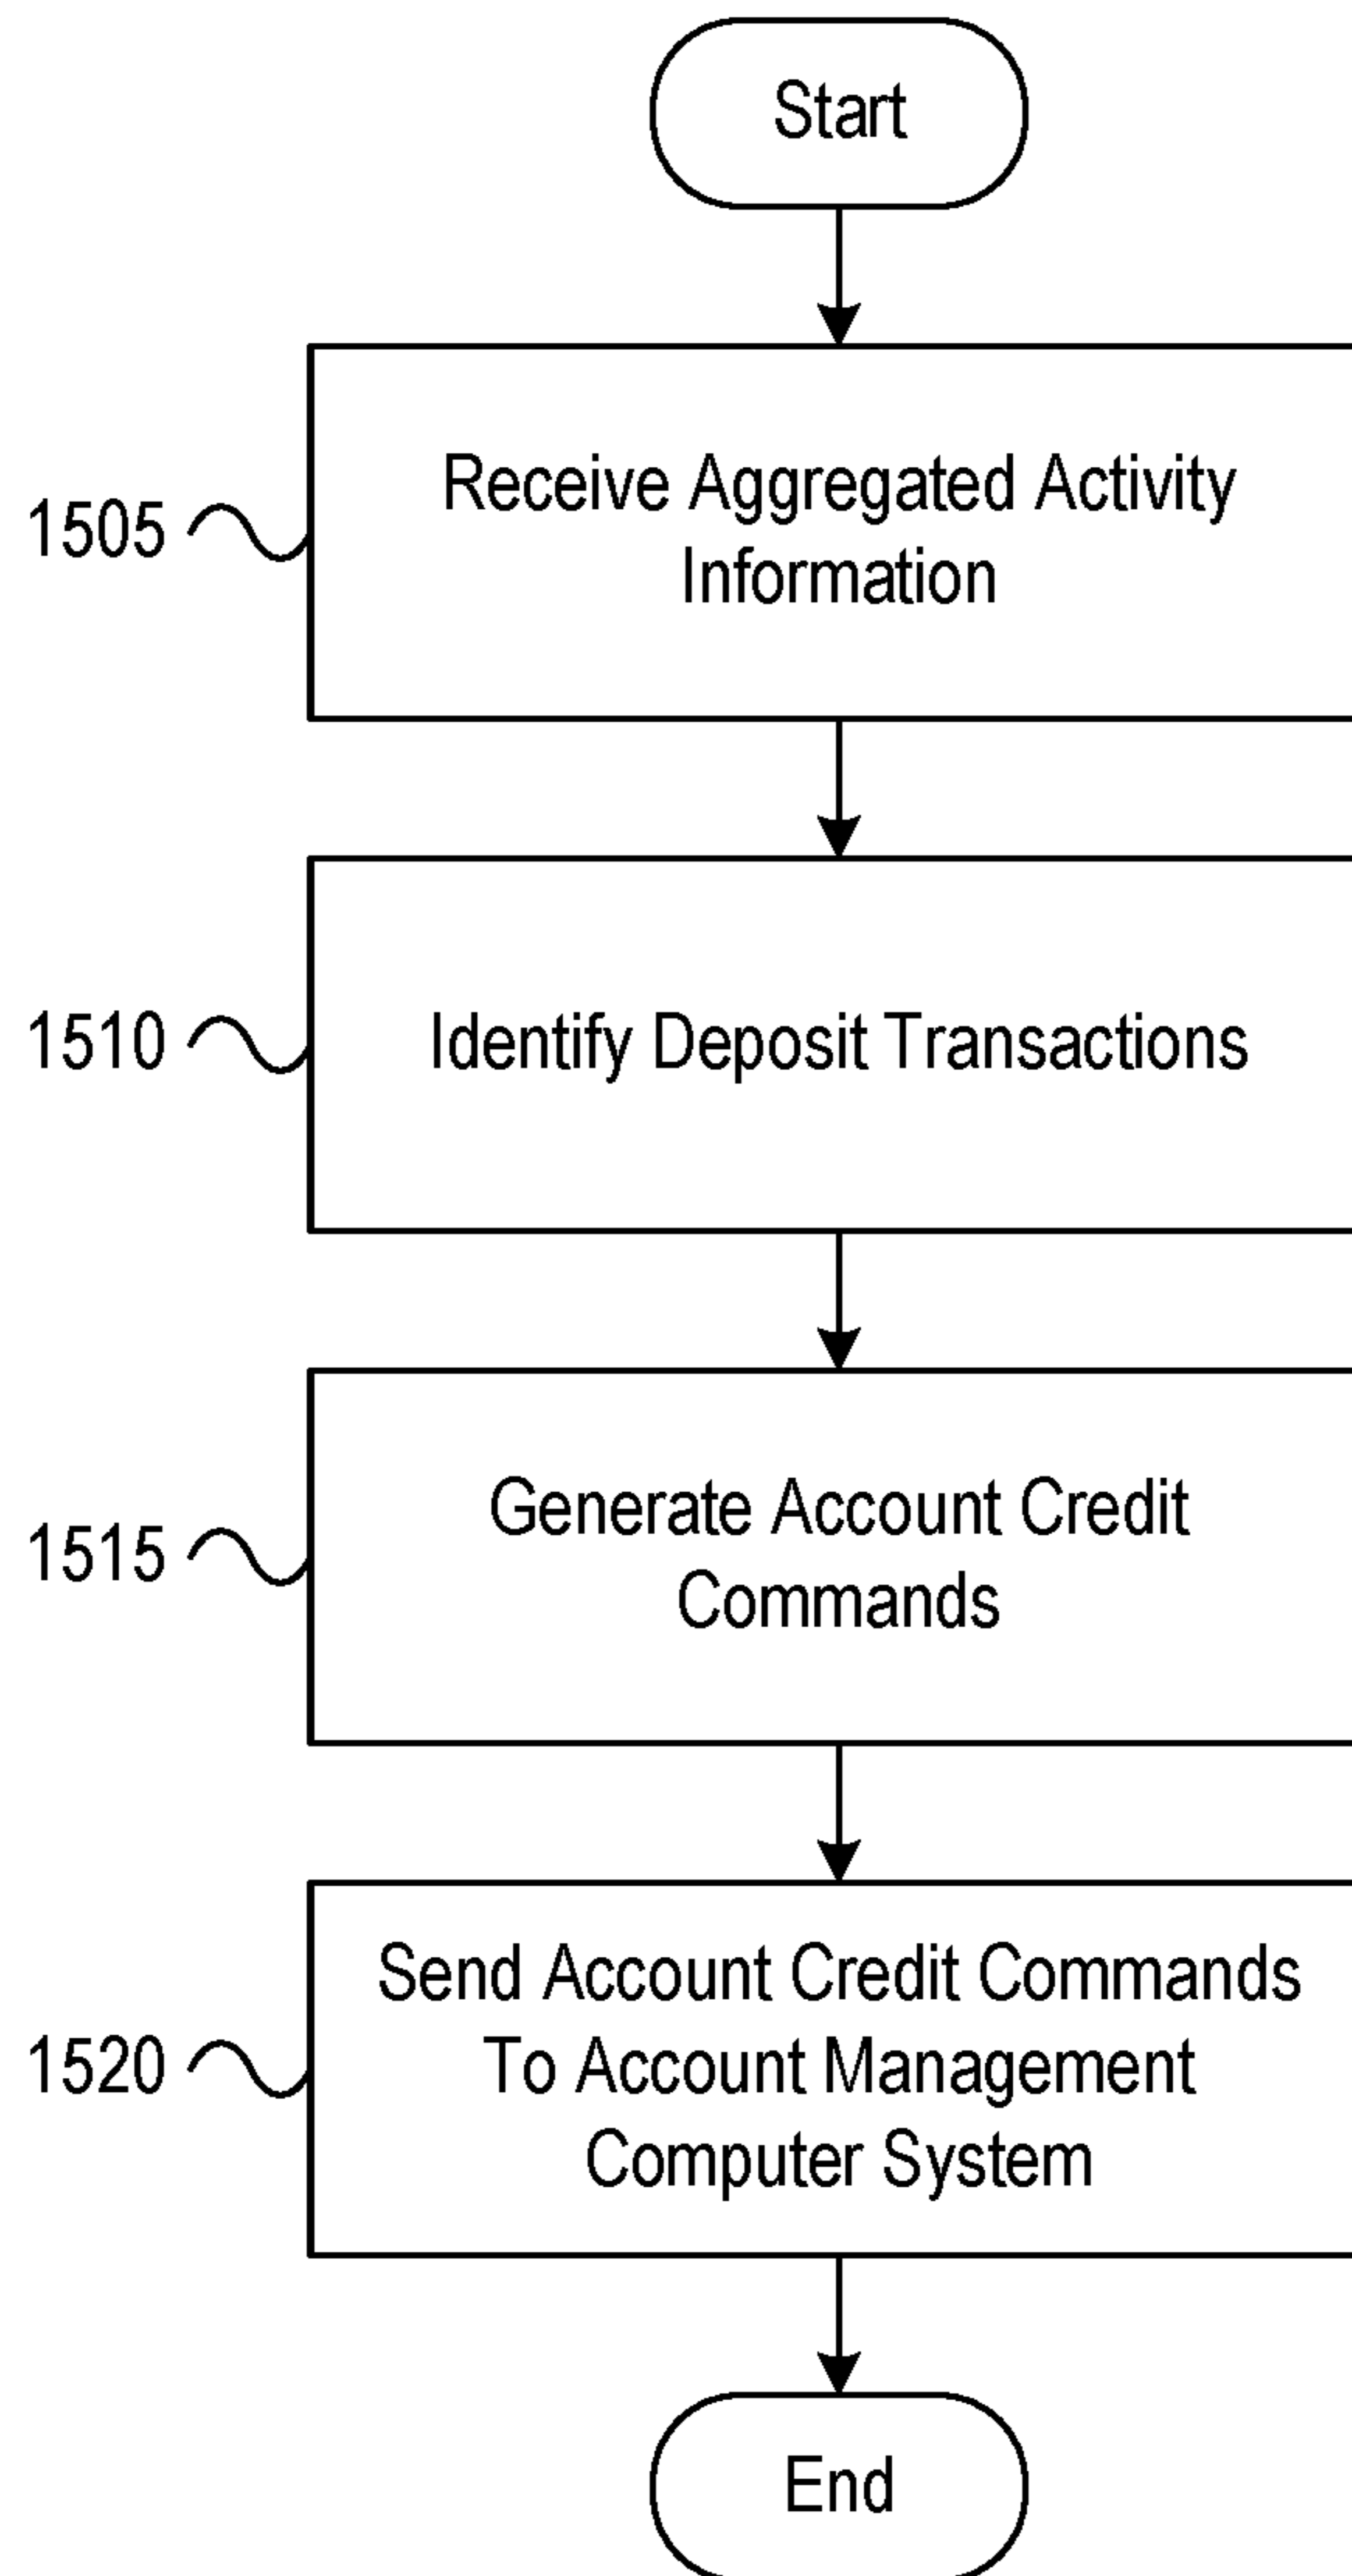 Start
1505
Receive Aggregated Activity
Information
1510
Identify Deposit Transactions
1515
Generate Account Credit
Commands
1520
Send Account Credit Commands
To Account Management
Computer System
End